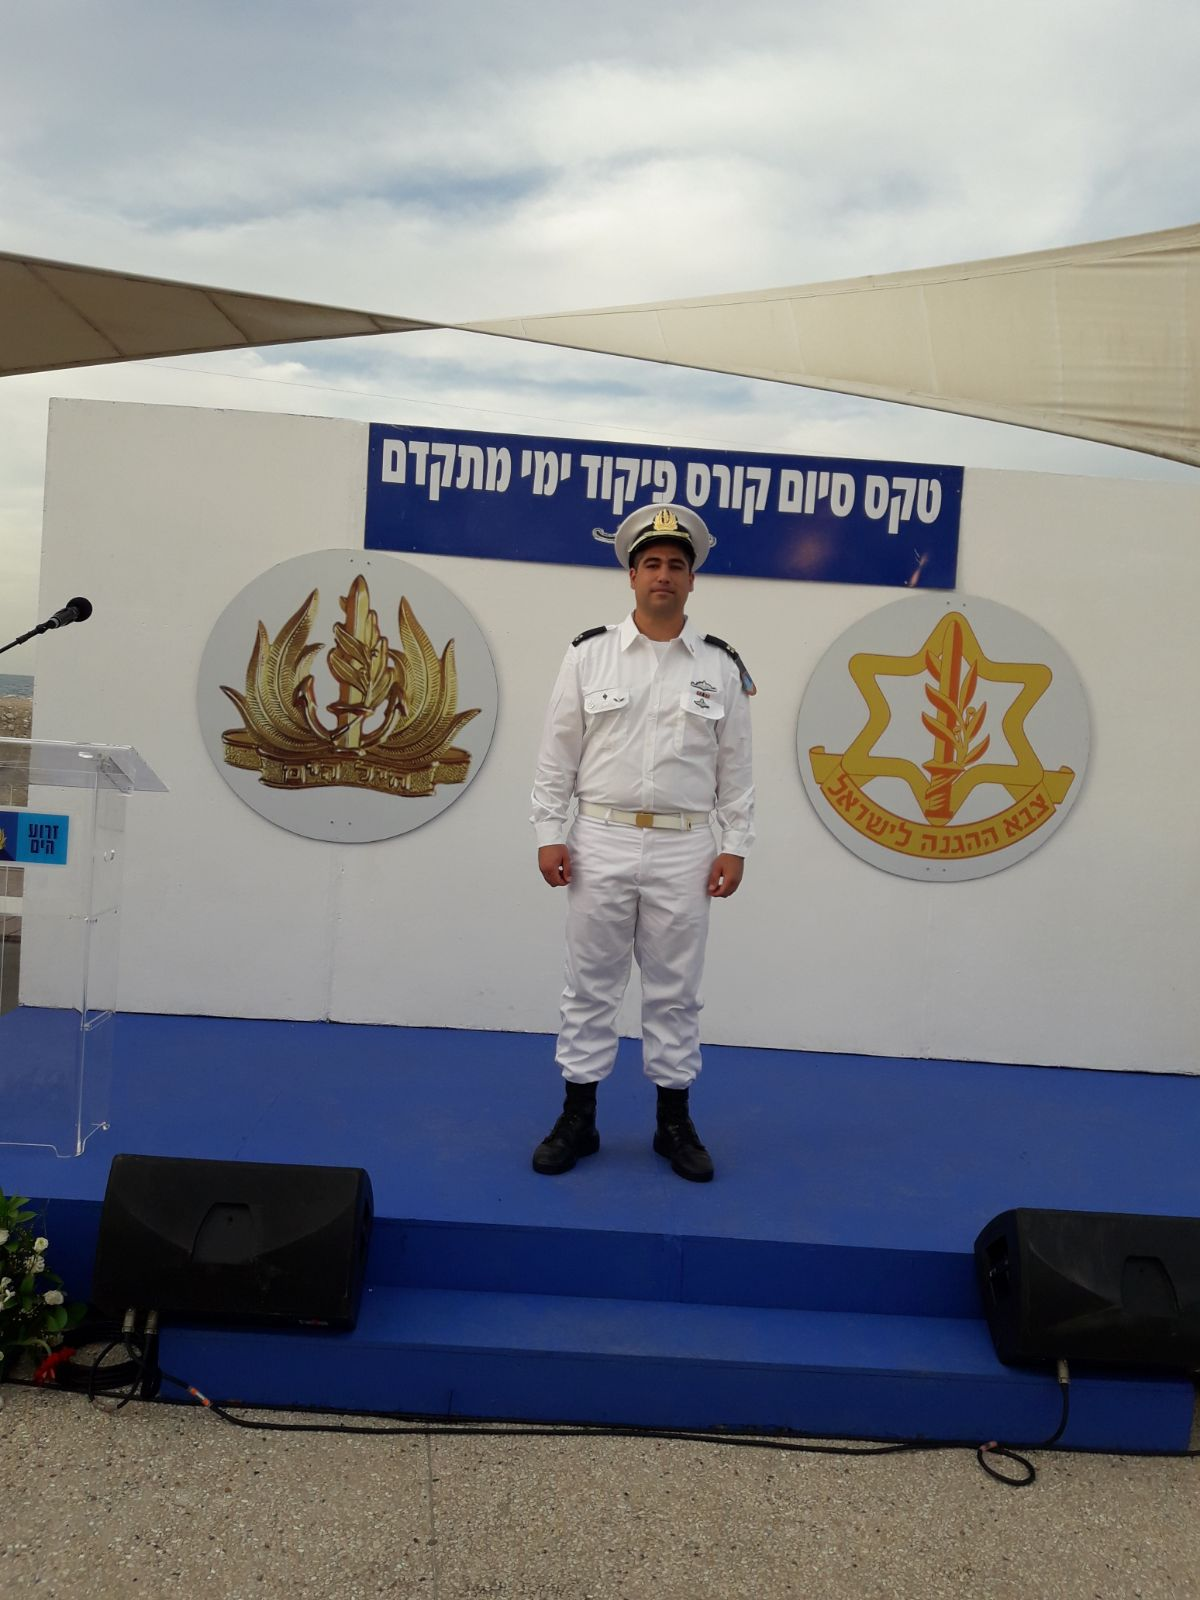 טקס סיום קורס פיקוד ימי מתקדם
חיל הים
צבא ההגנה לישראל
זרוע
הים